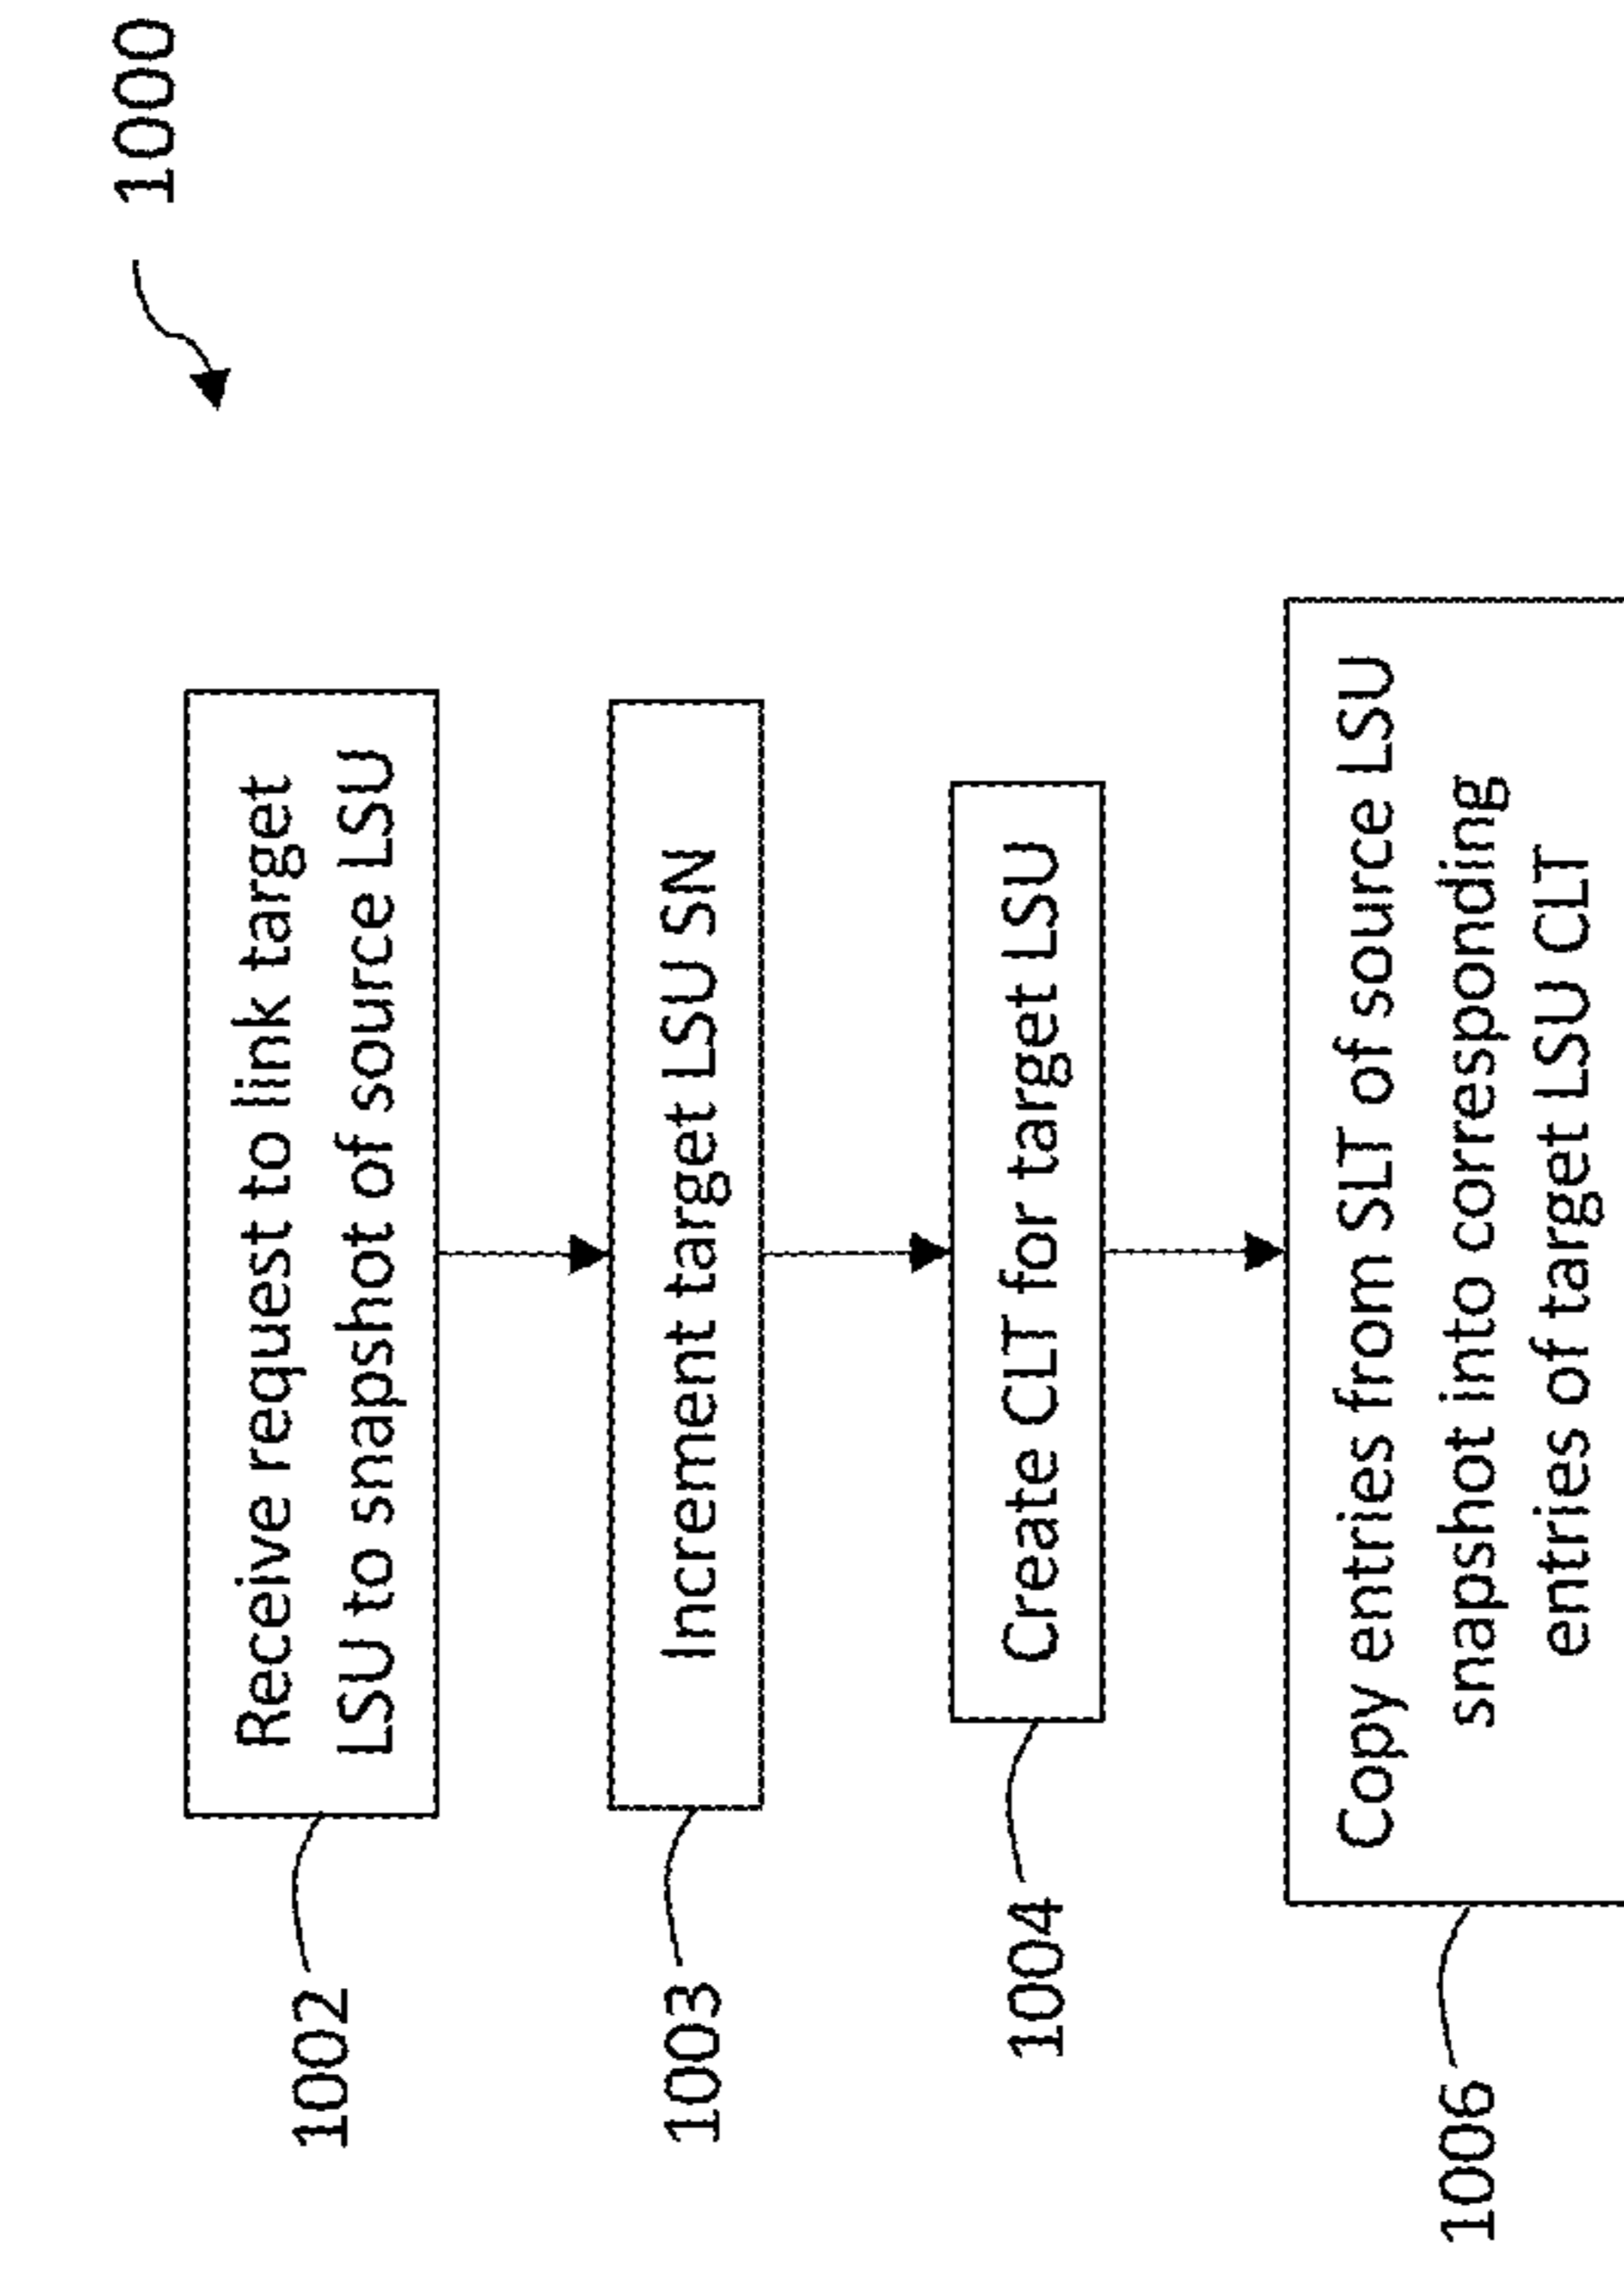 1000
1002
Receive request to link target
LSU to snapshot of source LSU
1003
Increment target LSU SN
1004
Create CLT for target LSU
1006
Copy entries from SLT of source LSU
snapshot into corresponding
entries of target LSU CLT